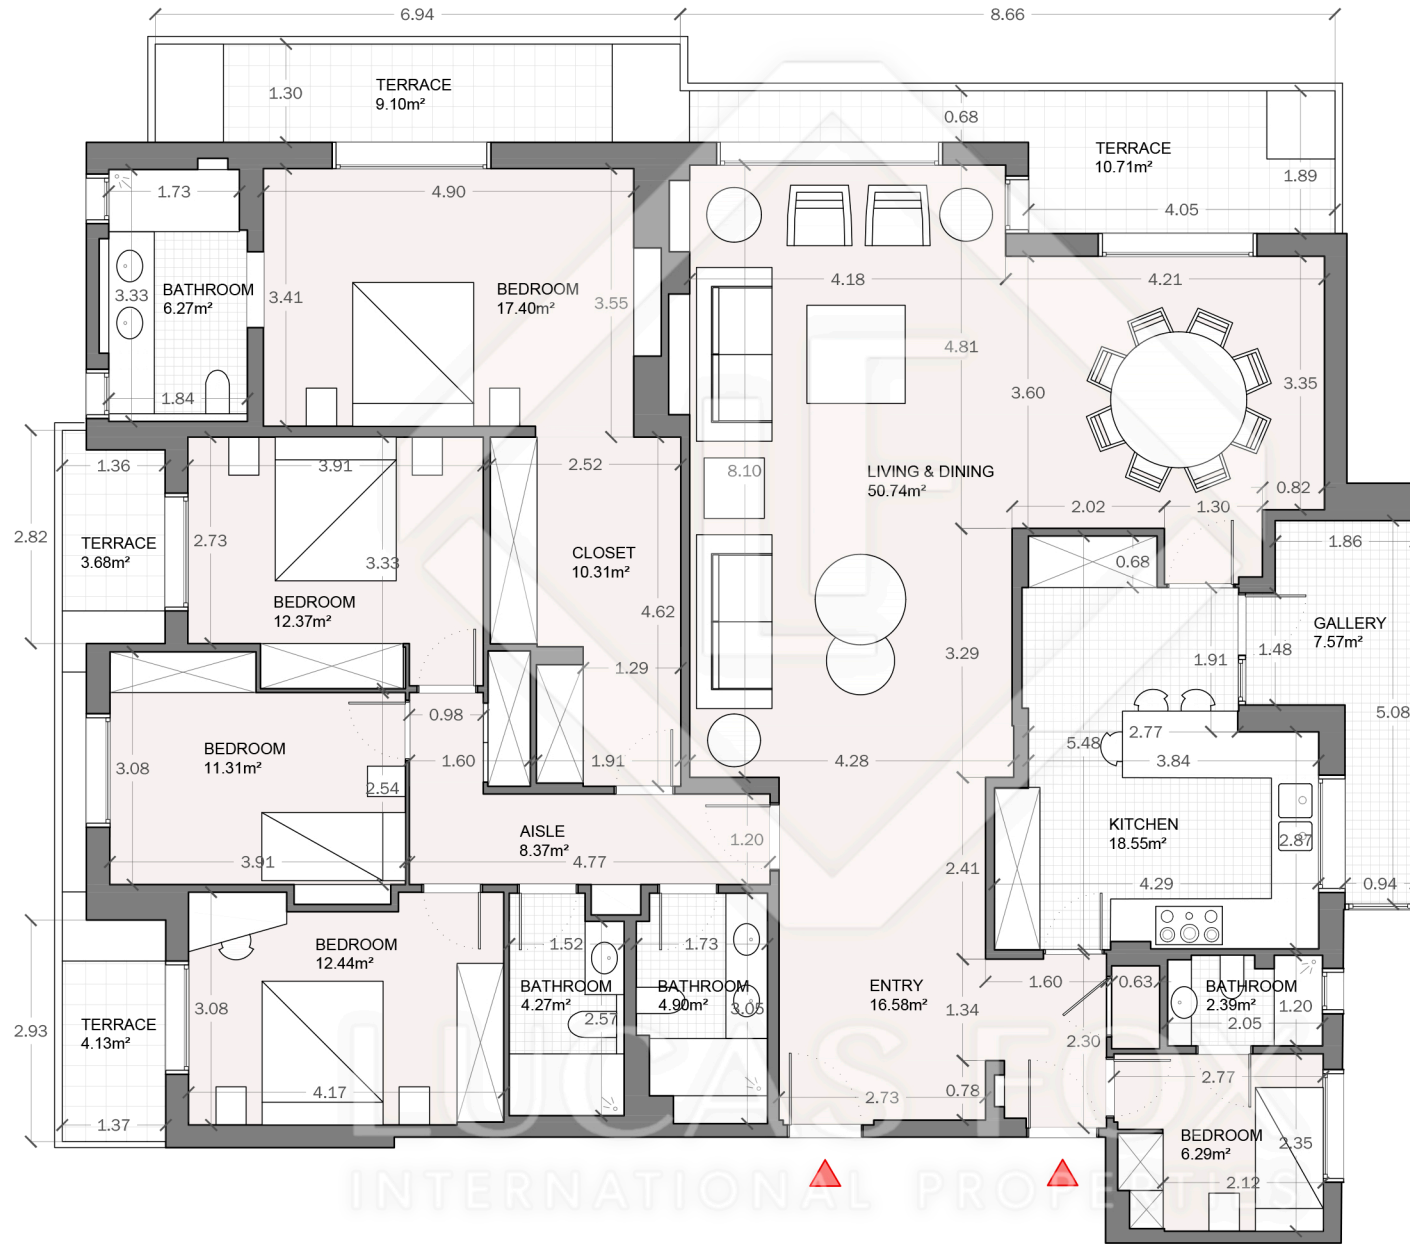 6.94
8.66
TERRACE
9.10m²
1.30
0.68
TERRACE
10.71m²
1.89
4.05
1.73
4.90
BATHROOM
6.27m²
3.33
3.41
BEDROOM
17.40m²
3.55
4.18
4.21
4.81
3.60
3.35
1.84
1.36
3.91
2.52
8.10
LIVING & DINING
50.74m²
0.82
2.02
1.30
2.82
TERRACE
3.68m²
2.73
3.33
CLOSET
10.31m²
0.68
1.86
BEDROOM
12.37m²
4.62
GALLERY
7.57m²
3.29
1.91
1.48
1.29
0.98
5.08
BEDROOM
11.31m²
3.08
1.60
1.91
4.28
5.48
2.77
3.84
2.54
AISLE
8.37m²
1.20
KITCHEN
18.55m²
2.87
3.91
4.77
2.41
4.29
0.94
BEDROOM
12.44m²
1.52
1.73
BATHROOM
4.27m²
BATHROOM
4.90m²
ENTRY
16.58m²
1.60
0.63
BATHROOM
2.39m²
1.20
2.93
TERRACE
4.13m²
3.08
2.57
3.05
1.34
2.05
2.30
LUCAS FOX
2.77
4.17
2.73
0.78
1.37
BEDROOM
6.29m²
2.35
2.12
INTERNATIONAL PROPERTIES